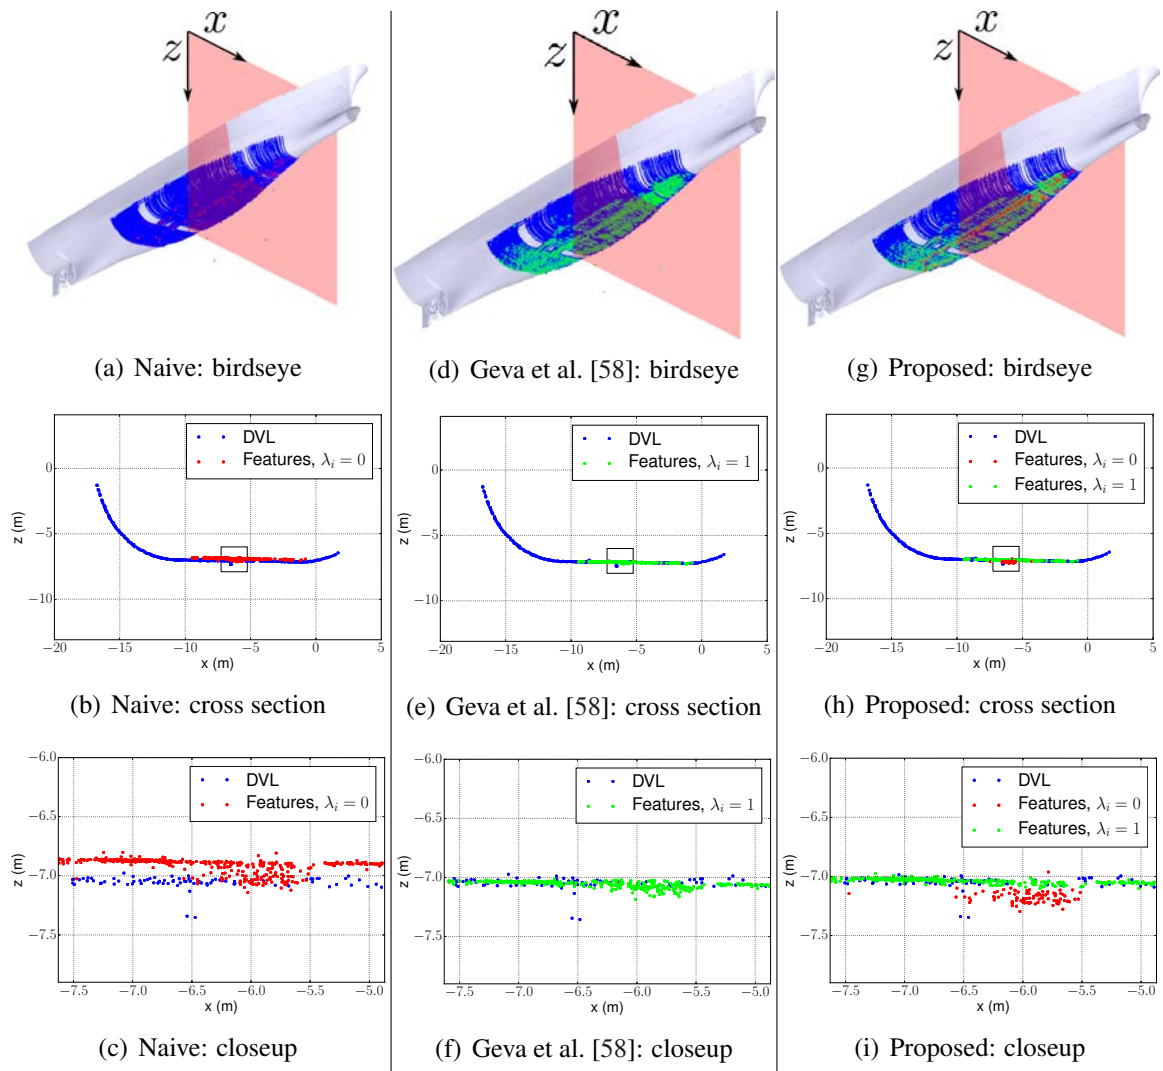 x
z
x
z
x
z
(a) Naive: birdseye
(d) Geva et al. [58]: birdseye
(g) Proposed: birdseye
DVL
Features, λi = 0
0
−5
−10
z (m)
−20
−15
−10
−5
0
5
x (m)
DVL
Features, λi = 1
0
−5
−10
z (m)
−20
−15
−10
−5
0
5
x (m)
DVL
Features, λi = 0
Features, λi = 1
0
−5
−10
z (m)
−20
−15
−10
−5
0
5
x (m)
(b) Naive: cross section
(e) Geva et al. [58]: cross section
(h) Proposed: cross section
DVL
Features, λi = 0
−6.0
−6.5
−7.0
−7.5
z (m)
−7.5
−7.0
−6.5
−6.0
−5.5
−5.0
x (m)
DVL
Features, λi = 1
−6.0
−6.5
−7.0
−7.5
z (m)
−7.5
−7.0
−6.5
−6.0
−5.5
−5.0
x (m)
DVL
Features, λi = 0
Features, λi = 1
−6.0
−6.5
−7.0
−7.5
z (m)
−7.5
−7.0
−6.5
−6.0
−5.5
−5.0
x (m)
(c) Naive: closeup
(f) Geva et al. [58]: closeup
(i) Proposed: closeup